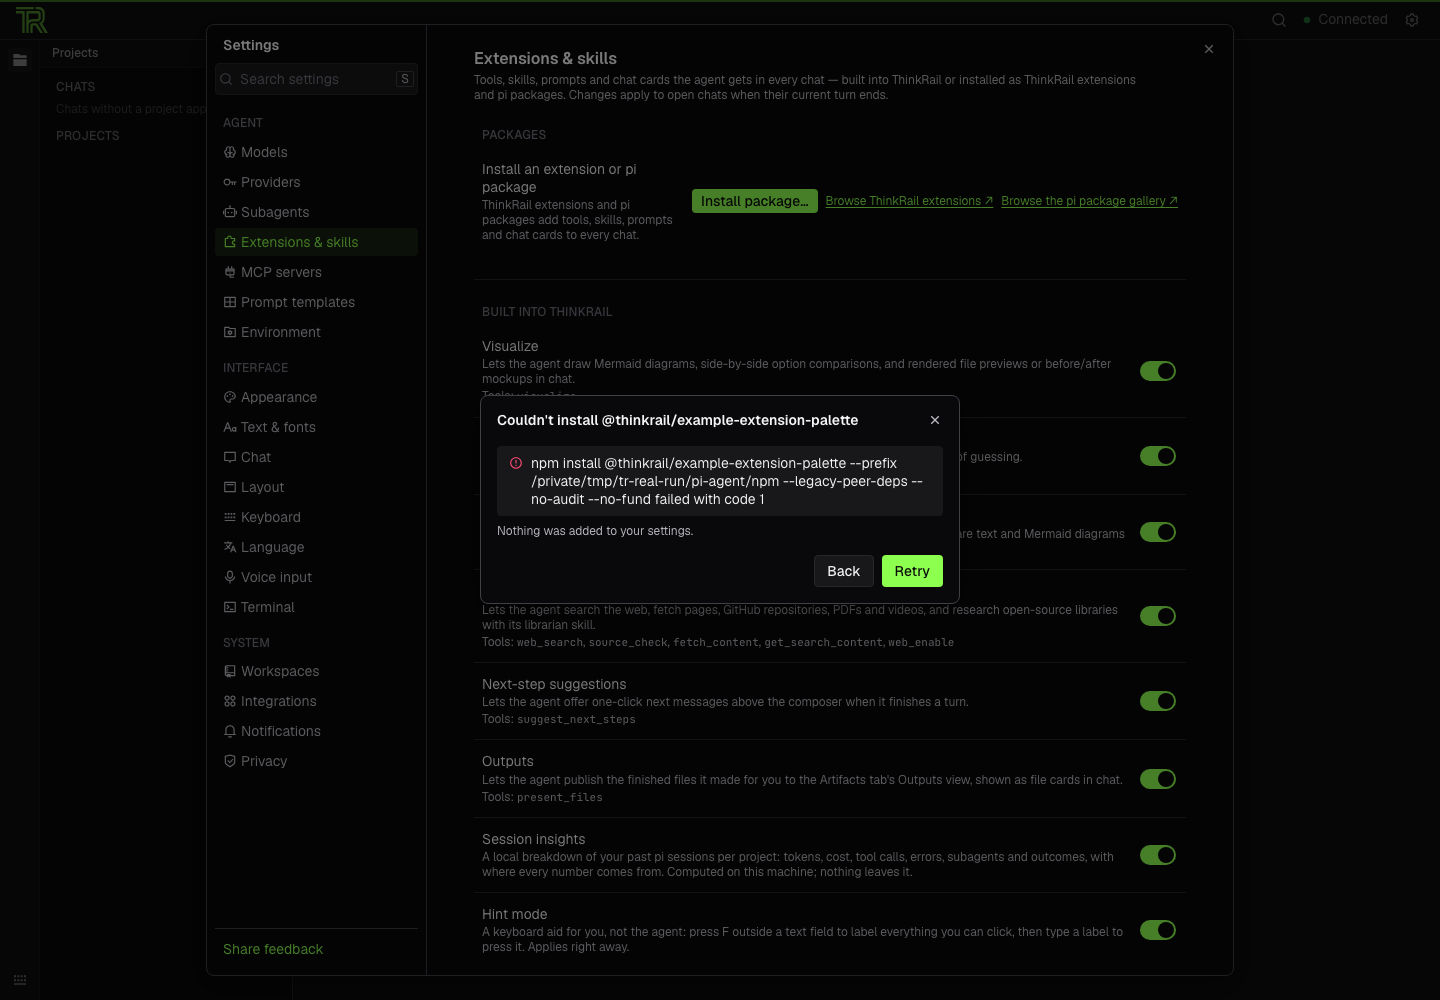 TR
Connected
Projects
CHATS
Chats without a project app
PROJECTS
Settings
Search settings
S
AGENT
Models
Providers
Subagents
Extensions & skills
MCP servers
Prompt templates
Environment
INTERFACE
Appearance
Text & fonts
Chat
Layout
Keyboard
Language
Voice input
Terminal
SYSTEM
Workspaces
Integrations
Notifications
Privacy
Share feedback
Extensions & skills
Tools, skills, prompts and chat cards the agent gets in every chat — built into ThinkRail or installed as ThinkRail extensions
and pi packages. Changes apply to open chats when their current turn ends.
PACKAGES
Install an extension or pi
package
ThinkRail extensions and pi
packages add tools, skills, prompts
and chat cards to every chat.
Install package...
Browse ThinkRail extensions ↗
Browse the pi package gallery ↗
BUILT INTO THINKRAIL
Visualize
Lets the agent draw Mermaid diagrams, side-by-side option comparisons, and rendered file previews or before/after
mockups in chat.
Tools: visualize
of guessing.
are text and Mermaid diagrams
Couldn't install @thinkrail/example-extension-palette
npm install @thinkrail/example-extension-palette --prefix
/private/tmp/tr-real-run/pi-agent/npm --legacy-peer-deps --
no-audit --no-fund failed with code 1
Nothing was added to your settings.
Back
Retry
Lets the agent search the web, fetch pages, GitHub repositories, PDFs and videos, and research open-source libraries
with its librarian skill.
Tools: web_search, source_check, fetch_content, get_search_content, web_enable
Next-step suggestions
Lets the agent offer one-click next messages above the composer when it finishes a turn.
Tools: suggest_next_steps
Outputs
Lets the agent publish the finished files it made for you to the Artifacts tab's Outputs view, shown as file cards in chat.
Tools: present_files
Session insights
A local breakdown of your past pi sessions per project: tokens, cost, tool calls, errors, subagents and outcomes, with
where every number comes from. Computed on this machine; nothing leaves it.
Hint mode
A keyboard aid for you, not the agent: press F outside a text field to label everything you can click, then type a label to
press it. Applies right away.